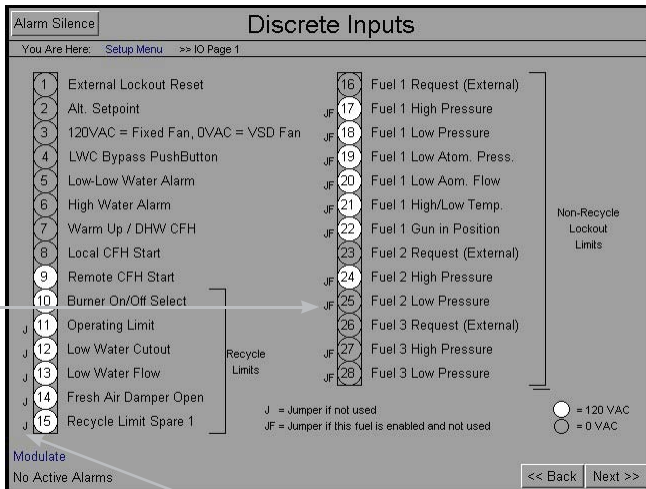 Alarm Silence
Discrete Inputs
You Are Here: Setup Menu >> IO Page 1
1 External Lockout Reset
2 Alt. Setpoint
3 120VAC = Fixed Fan, 0VAC = VSD Fan
4 LWC Bypass PushButton
5 Low-Low Water Alarm
6 High Water Alarm
7 Warm Up / DHW CFH
8 Local CFH Start
9 Remote CFH Start
10 Burner On/Off Select
J 11 Operating Limit
J 12 Low Water Cutout
J 13 Low Water Flow
J 14 Fresh Air Damper Open
J 15 Recycle Limit Spare 1
Recycle
Limits
16 Fuel 1 Request (External)
JF 17 Fuel 1 High Pressure
JF 18 Fuel 1 Low Pressure
JF 19 Fuel 1 Low Atom. Press.
JF 20 Fuel 1 Low Aom. Flow
JF 21 Fuel 1 High/Low Temp.
JF 22 Fuel 1 Gun in Position
23 Fuel 2 Request (External)
JF 24 Fuel 2 High Pressure
JF 25 Fuel 2 Low Pressure
26 Fuel 3 Request (External)
JF 27 Fuel 3 High Pressure
JF 28 Fuel 3 Low Pressure
Non-Recycle
Lockout
Limits
J = Jumper if not used
JF = Jumper if this fuel is enabled and not used
= 120 VAC
= 0 VAC
Modulate
No Active Alarms
<< Back Next >>